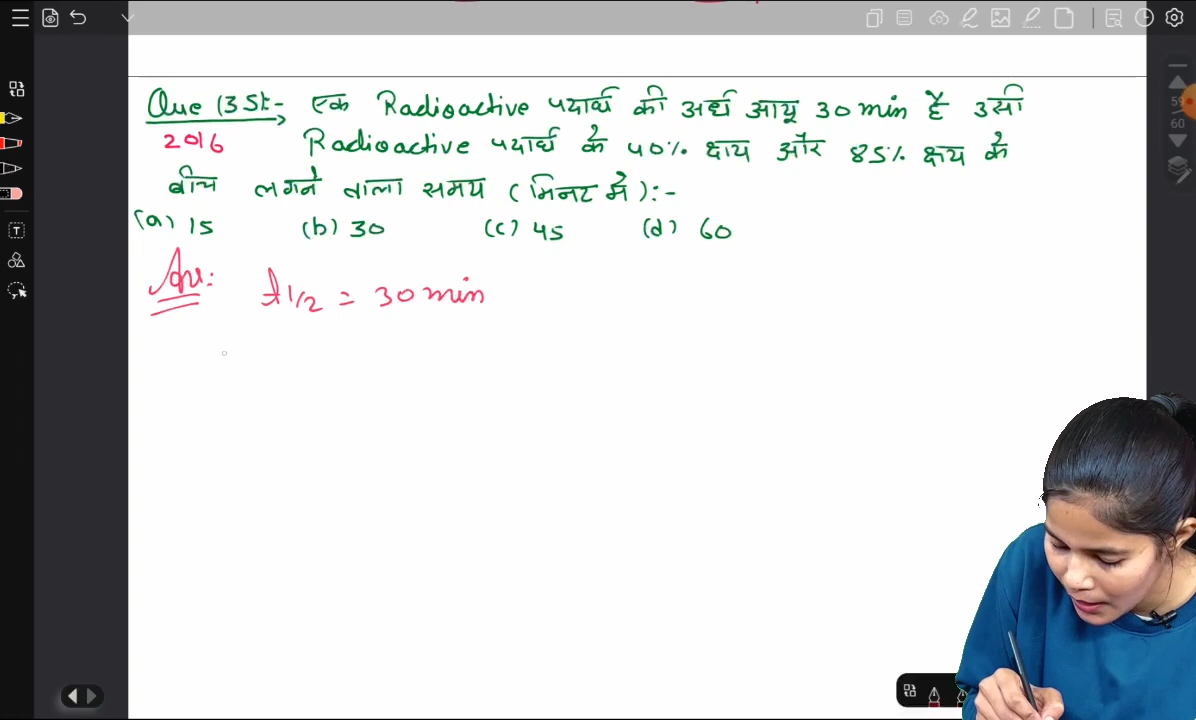 Que 135t:- एक Radioactive पदार्थ की अर्ध आयू 30 min है उसी
2016 Radioactive पदार्थ के 40% क्षय और 85% क्षय के
बीच लगने वाला समय (मिनट में):-
(a) 15 (b) 30 (c) 45 (d) 60
Ans: t1/2 = 30 min